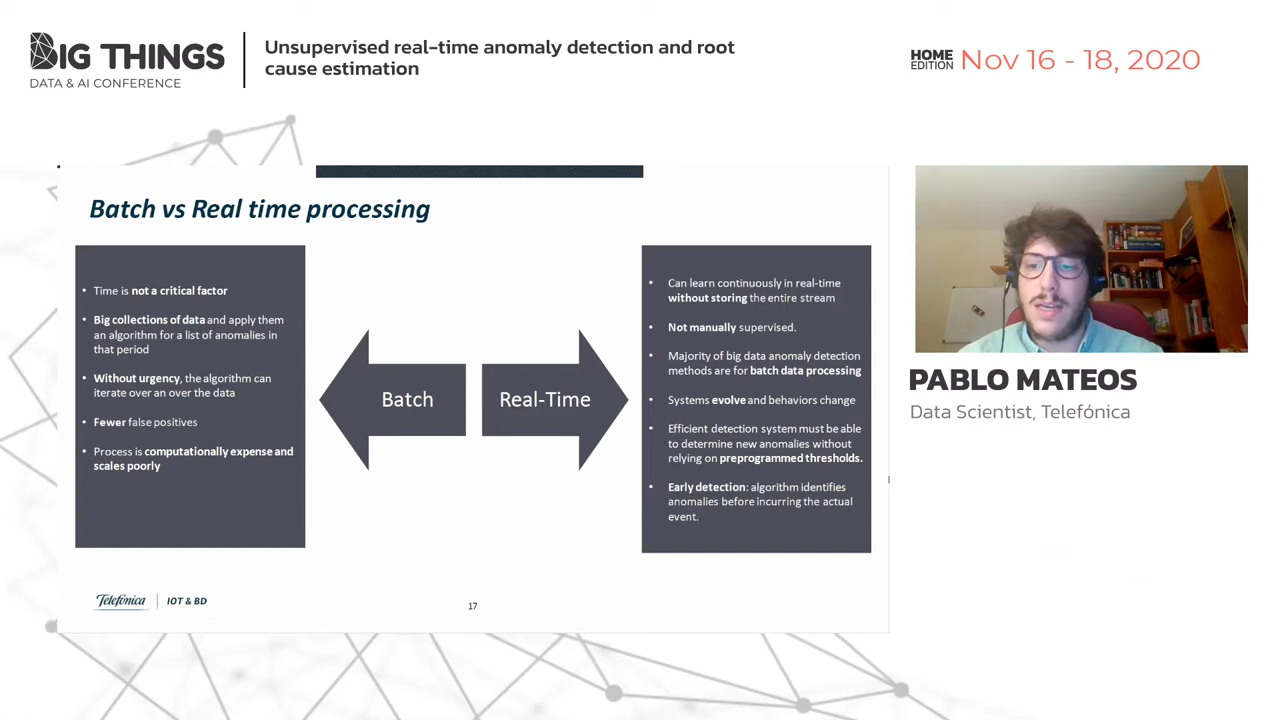 BIG THINGS
DATA & AI CONFERENCE
Unsupervised real-time anomaly detection and root
cause estimation
HOME
EDITION
Nov 16 - 18, 2020
Batch vs Real time processing
• Time is not a critical factor
• Big collections of data and apply them
an algorithm for a list of anomalies in
that period
• Without urgency, the algorithm can
iterate over an over the data
• Fewer false positives
• Process is computationally expense and
scales poorly
Batch
Real-Time
• Can learn continuously in real-time
without storing the entire stream
• Not manually supervised.
• Majority of big data anomaly detection
methods are for batch data processing
• Systems evolve and behaviors change
• Efficient detection system must be able
to determine new anomalies without
relying on preprogrammed thresholds.
• Early detection: algorithm identifies
anomalies before incurring the actual
event.
Telefónica
IOT & BD
17
PABLO MATEOS
Data Scientist, Telefónica